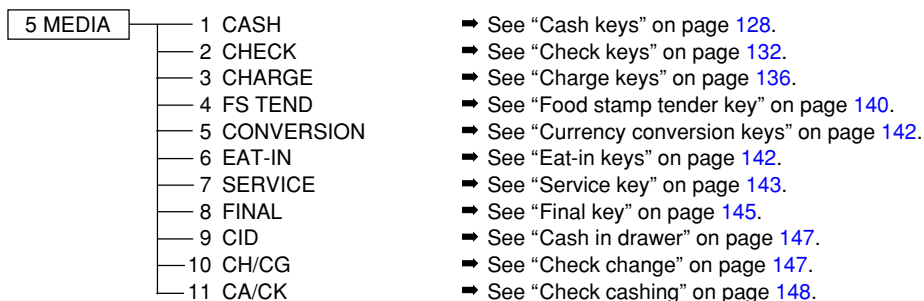 5 MEDIA 1 CASH ➡ See “Cash keys” on page 128.
2 CHECK ➡ See “Check keys” on page 132.
3 CHARGE ➡ See “Charge keys” on page 136.
4 FS TEND ➡ See “Food stamp tender key” on page 140.
5 CONVERSION ➡ See “Currency conversion keys” on page 142.
6 EAT-IN ➡ See “Eat-in keys” on page 142.
7 SERVICE ➡ See “Service key” on page 143.
8 FINAL ➡ See “Final key” on page 145.
9 CID ➡ See “Cash in drawer” on page 147.
10 CH/CG ➡ See “Check change” on page 147.
11 CA/CK ➡ See “Check cashing” on page 148.